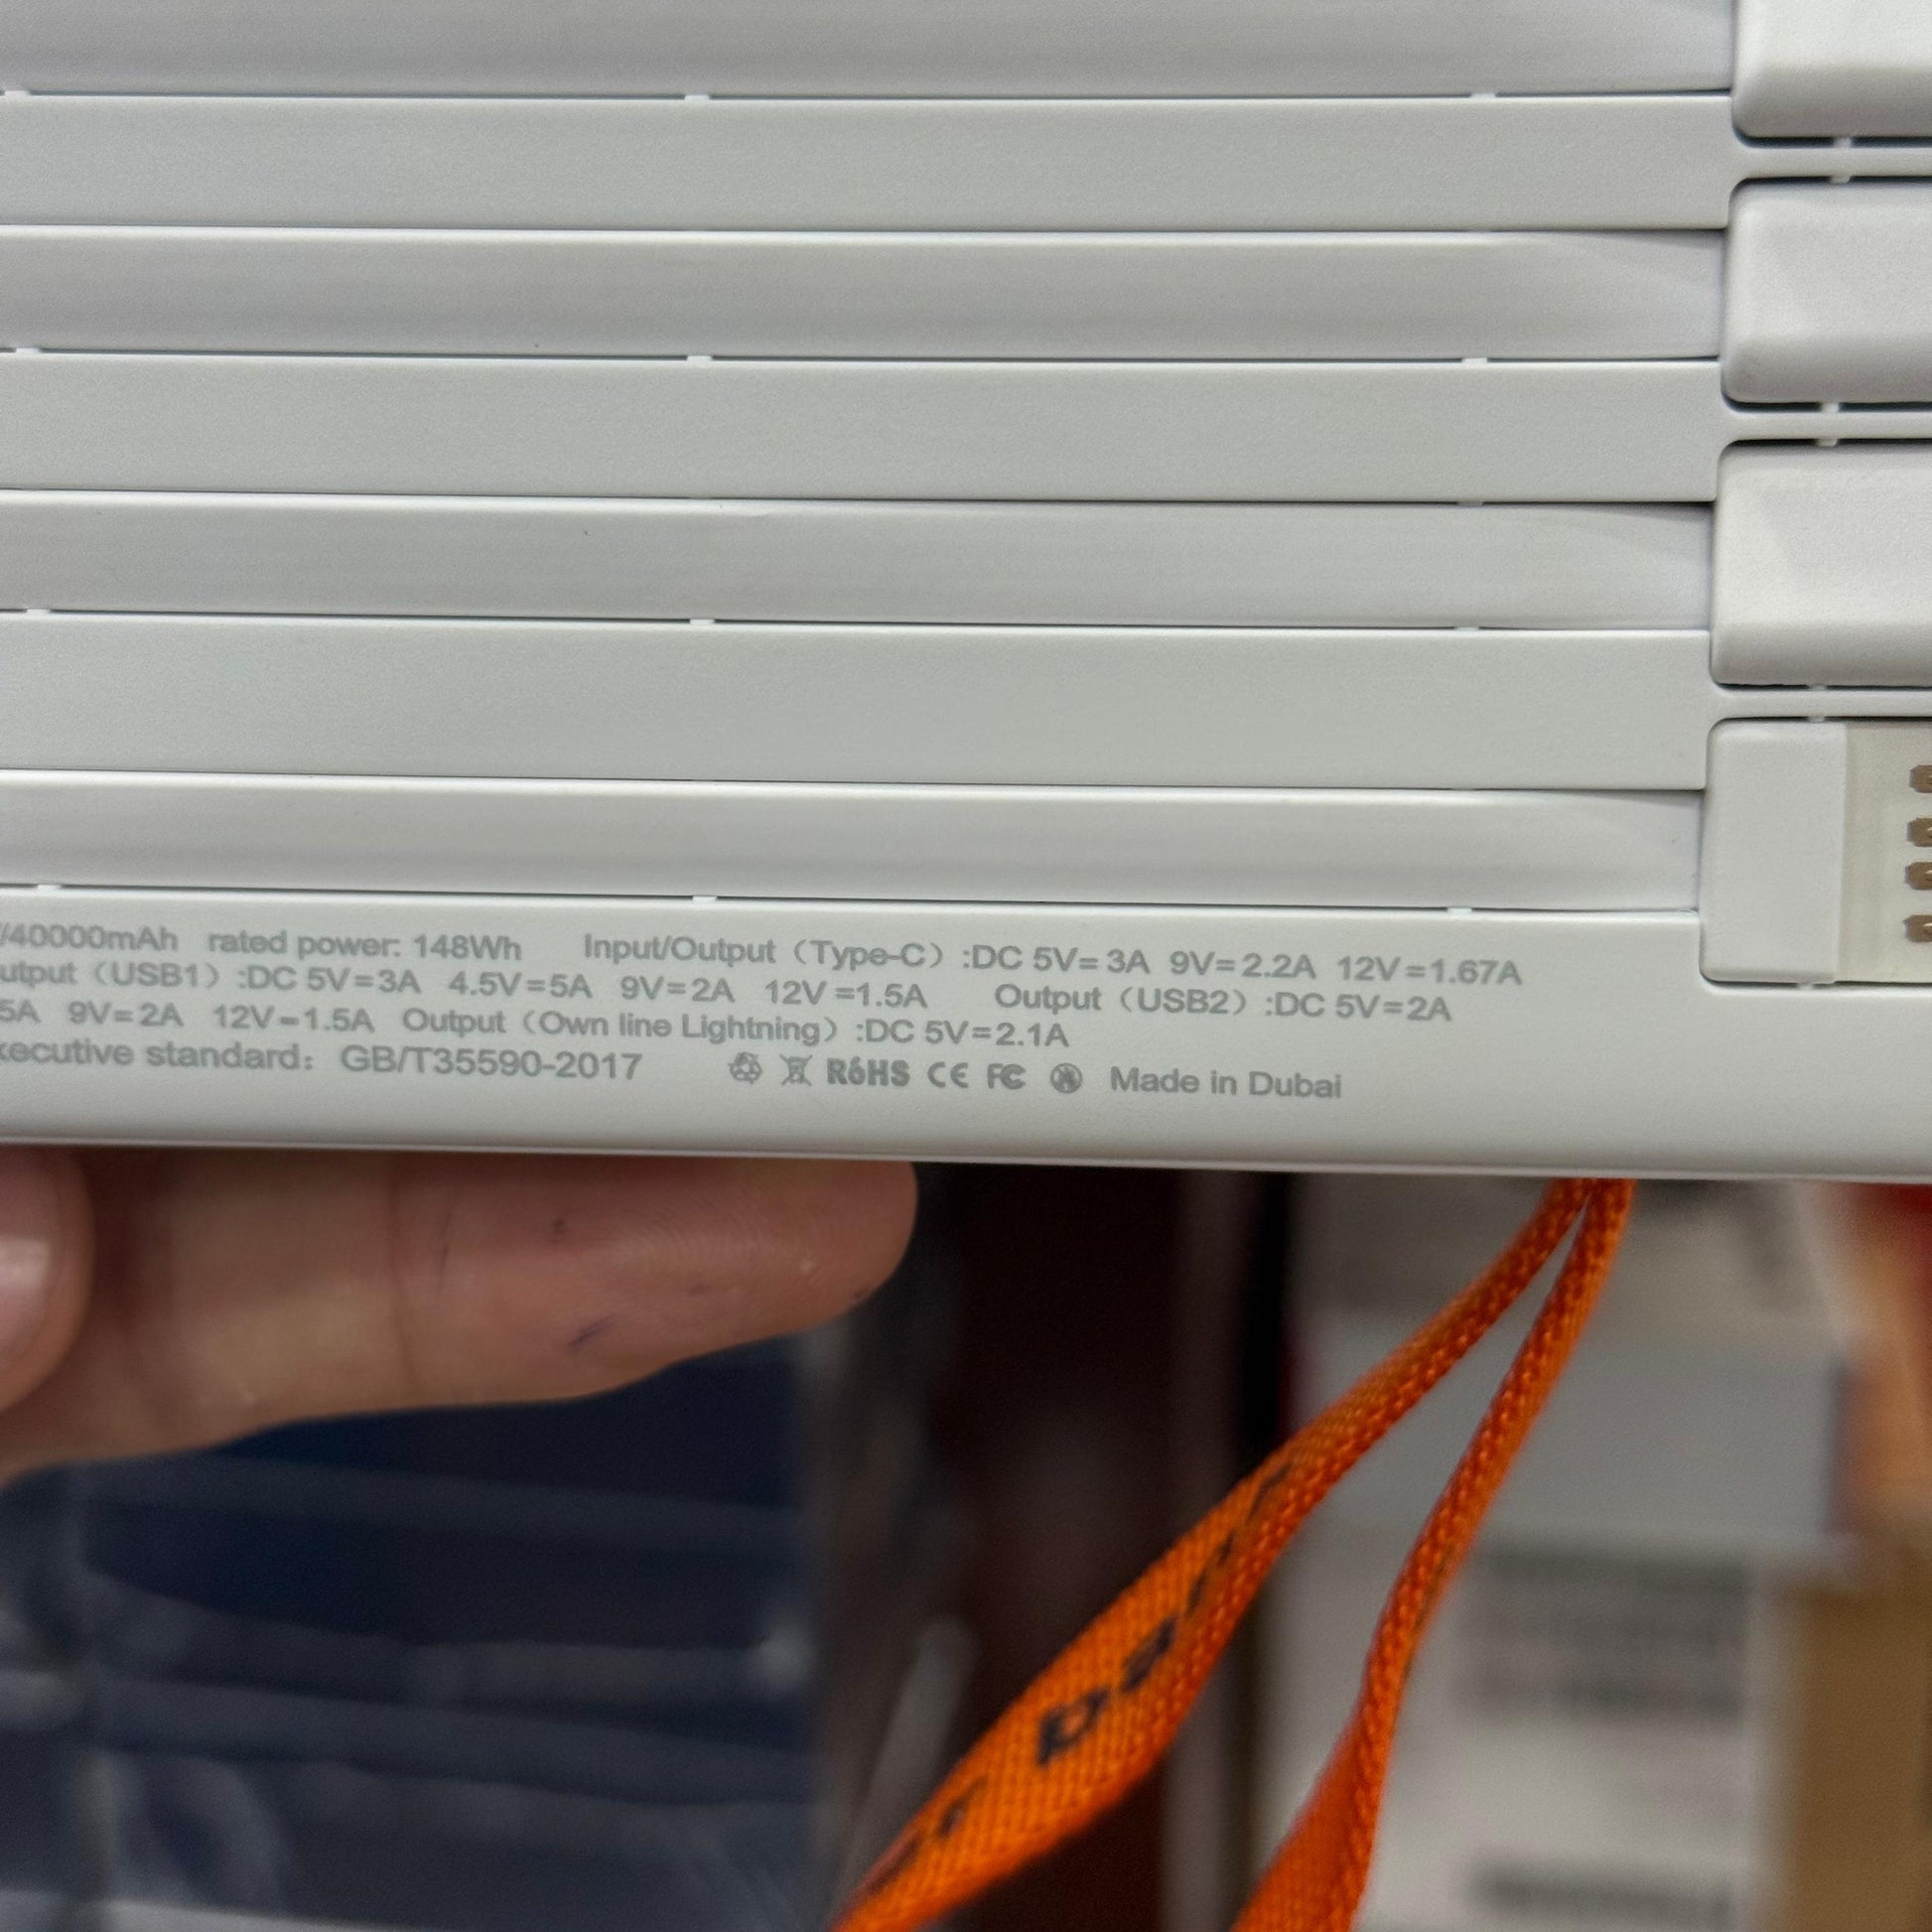 /40000mAh rated power: 148Wh Input/Output（Type-C）:DC 5V=3A 9V=2.2A 12V=1.67A
utput（USB1）:DC 5V=3A 4.5V=5A 9V=2A 12V=1.5A Output（USB2）:DC 5V=2A
5A 9V=2A 12V=1.5A Output（Own line Lightning）:DC 5V=2.1A
xecutive standard：GB/T35590-2017 RóHS CE FC Made in Dubai